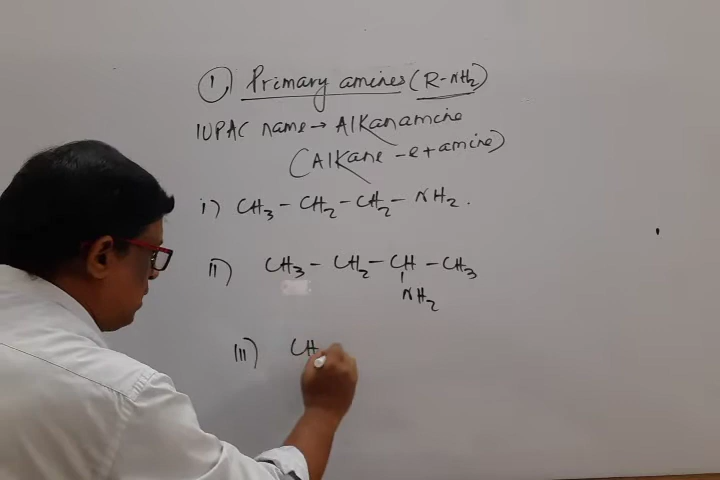 ① Primary amines (R-NH₂)
IUPAC name → Alkanamine
(Alkane - e + amine)
i) CH₃ - CH₂ - CH₂ - NH₂.
ii) CH₃ - CH₂ - CH - CH₃
NH₂
iii) CH